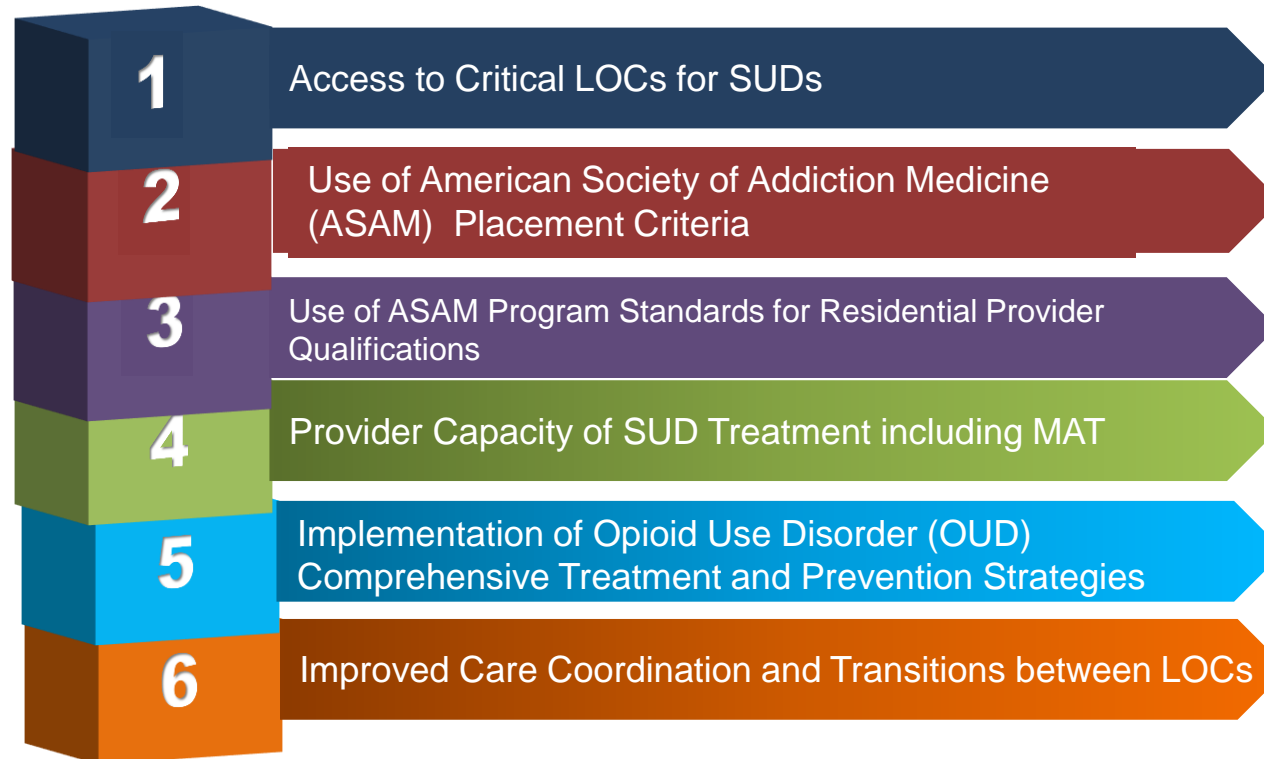 1
Access to Critical LOCs for SUDs
2
Use of American Society of Addiction Medicine
(ASAM)  Placement Criteria
3
Use of ASAM Program Standards for Residential Provider
Qualifications
4
Provider Capacity of SUD Treatment including MAT
5
Implementation of Opioid Use Disorder (OUD)
Comprehensive Treatment and Prevention Strategies
6
Improved Care Coordination and Transitions between LOCs